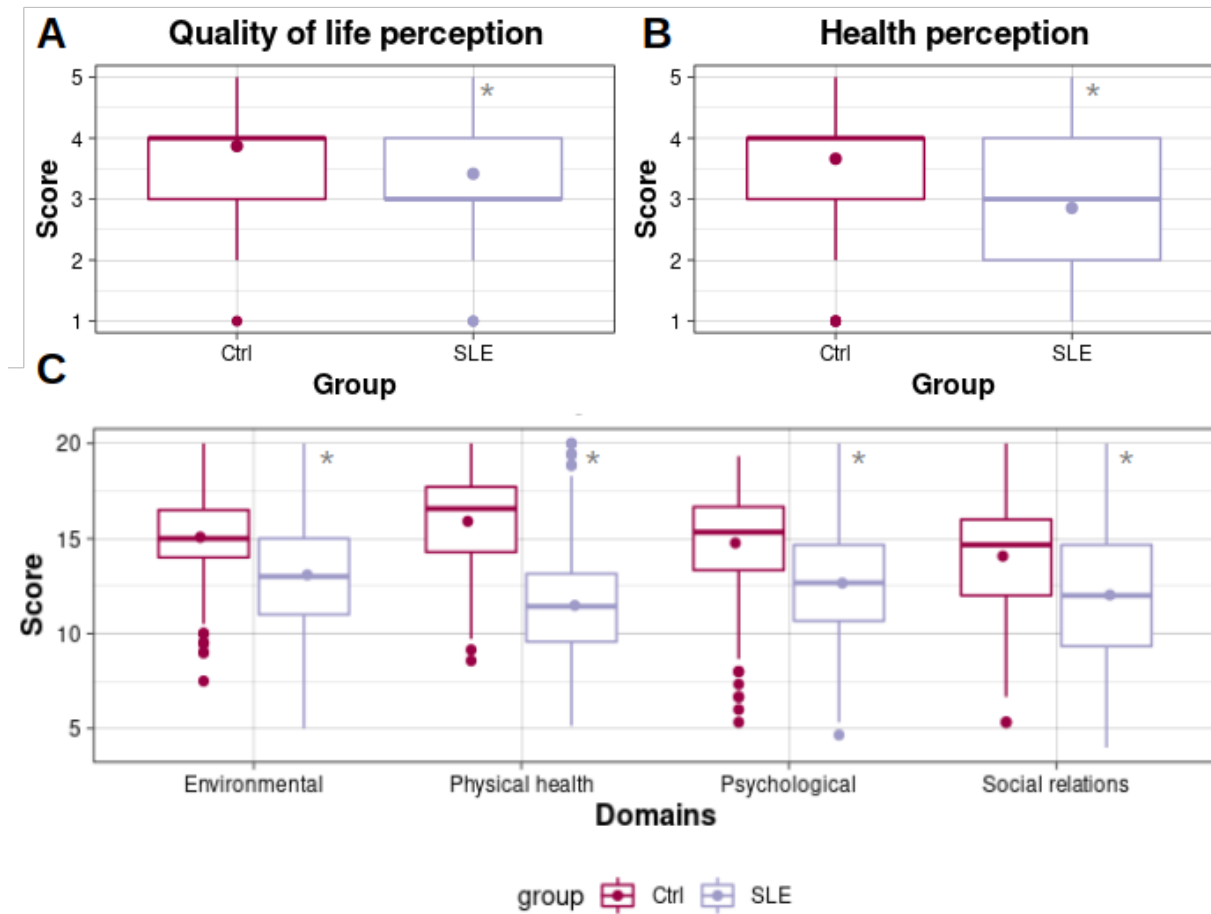 A Quality of life perception
5
4
3
2
1
Score
*
Ctrl SLE
Group
B Health perception
5
4
3
2
1
Score
*
Ctrl SLE
Group
C
20
15
10
5
Score
* * * *
Environmental Physical health Psychological Social relations
Domains
group Ctrl SLE